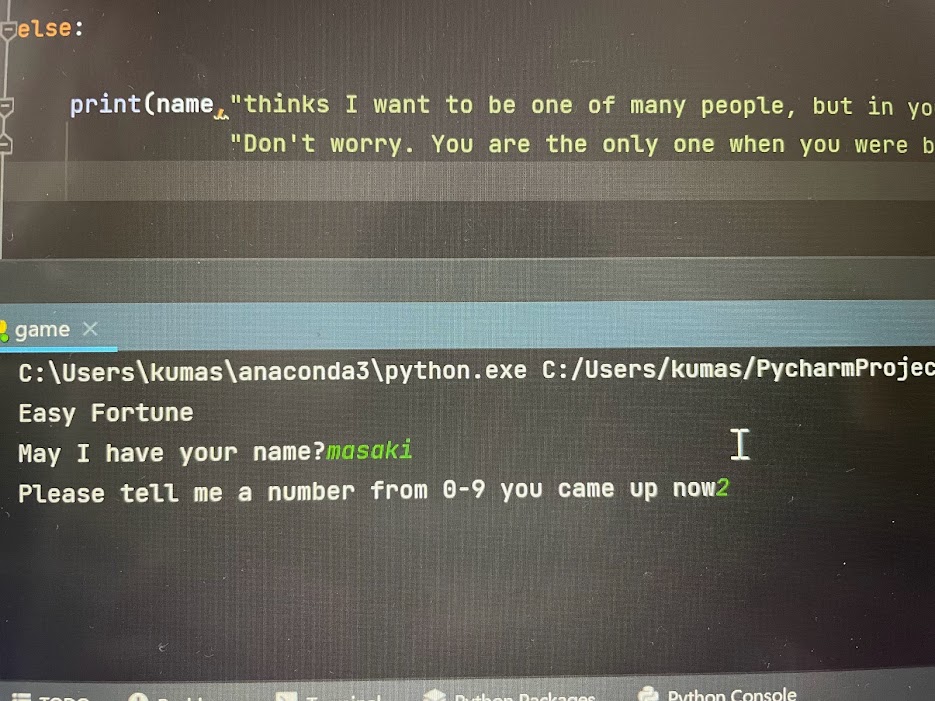 else:
print(name,"thinks I want to be one of many people, but in yo
"Don't worry. You are the only one when you were b
game ×
C:\Users\kumas\anaconda3\python.exe C:/Users/kumas/PycharmProjec
Easy Fortune
May I have your name?masaki
Please tell me a number from 0-9 you came up now2
TODO Terminal Python Packages Python Console